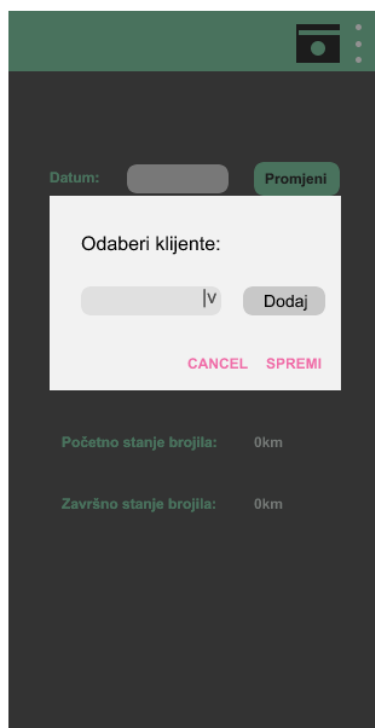 Datum:
Promjeni
Odaberi klijente:
v
Dodaj
CANCEL SPREMI
Početno stanje brojila: 0km
Završno stanje brojila: 0km